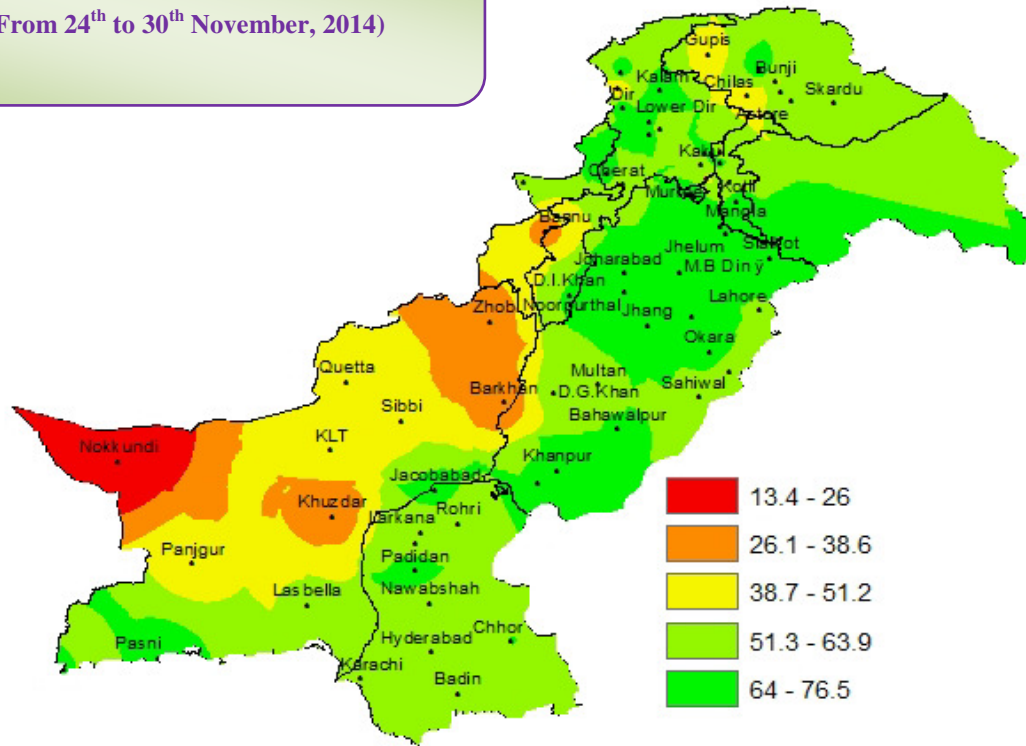 From 24th to 30th November, 2014)
Gupis
Bunji
Kalam
Chilas
Skardu
Dir
Lower Dir
Astore
Kakul
Cherat
Kotli
Mangla
Bannu
Jhelum
Sialkot
Joharabad
M.B Dinÿ
D.I.Khan
Lahore
Zhob
Noorpurthal
Jhang
Okara
Quetta
Multan
Sahiwal
Barkhan
D.G.Khan
Sibbi
Bahawalpur
KLT
Nokkundi
Khanpur
Jacobabad
Khuzdar
Rohri
Larkana
Panjgur
Padidan
Lasbella
Nawabshah
Pasni
Hyderabad
Chhor
Karachi
Badin
13.4 - 26
26.1 - 38.6
38.7 - 51.2
51.3 - 63.9
64 - 76.5